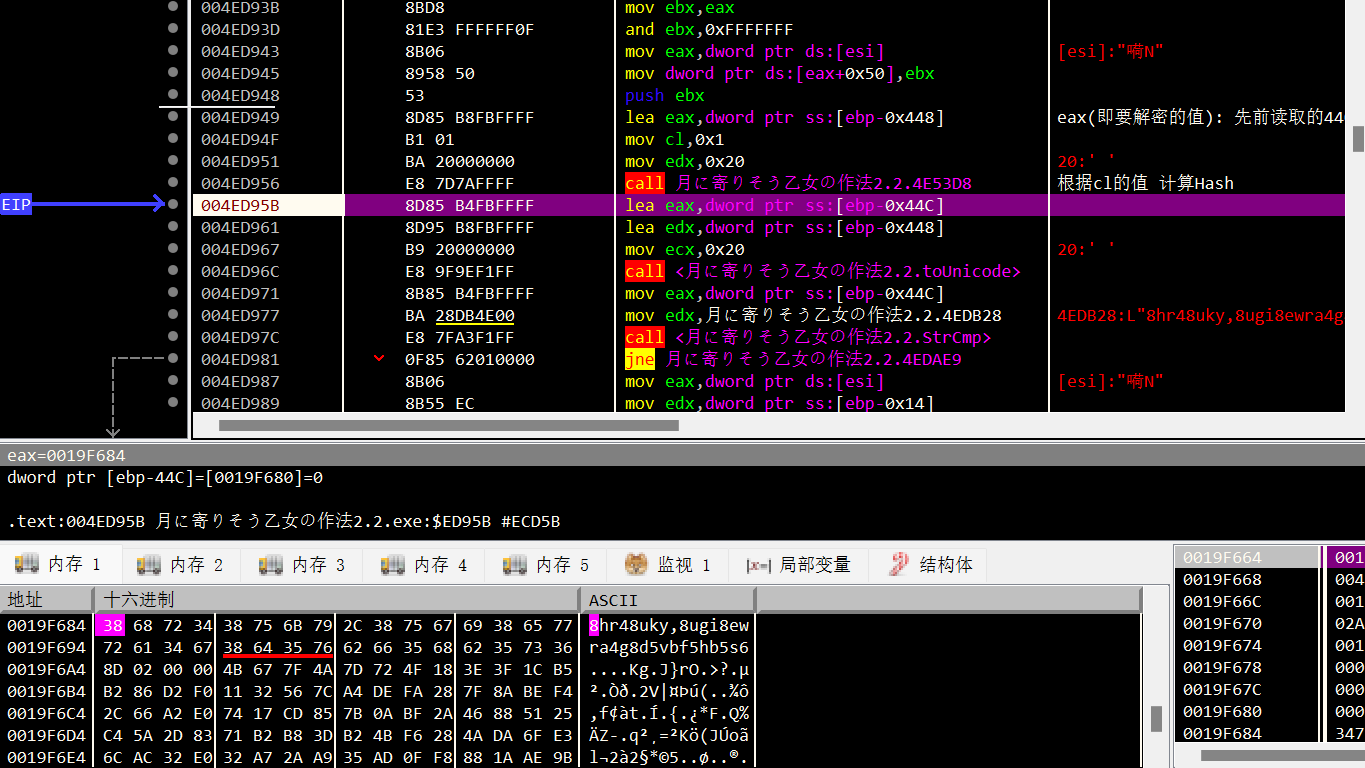 004ED93B 8BD8 mov ebx,eax
004ED93D 81E3 FFFFFF0F and ebx,0xFFFFFFF
004ED943 8B06 mov eax,dword ptr ds:[esi] [esi]:"
004ED945 8958 50 mov dword ptr ds:[eax+0x50],ebx
004ED948 53 push ebx
004ED949 8D85 B8FBFFFF lea eax,dword ptr ss:[ebp-0x448] eax(即要解密的值): 先前读取的44
004ED94F B1 01 mov cl,0x1
004ED951 BA 20000000 mov edx,0x20 20:' '
004ED956 E8 7D7AFFFF call 月に寄りそう乙女の作法2.2.4E53D8 根据cl的值 计算Hash
EIP 004ED95B 8D85 B4FBFFFF lea eax,dword ptr ss:[ebp-0x44C]
004ED961 8D95 B8FBFFFF lea edx,dword ptr ss:[ebp-0x448]
004ED967 B9 20000000 mov ecx,0x20 20:' '
004ED96C E8 9F9EF1FF call <月に寄りそう乙女の作法2.2.toUnicode>
004ED971 8B85 B4FBFFFF mov eax,dword ptr ss:[ebp-0x44C]
004ED977 BA 28DB4E00 mov edx,月に寄りそう乙女の作法2.2.4EDB28 4EDB28:L"8hr48uky,8ugi8ewra4g
004ED97C E8 7FA3F1FF call <月に寄りそう乙女の作法2.2.StrCmp>
004ED981 0F85 62010000 jne 月に寄りそう乙女の作法2.2.4EDAE9
004ED987 8B06 mov eax,dword ptr ds:[esi] [esi]:"
004ED989 8B55 EC mov edx,dword ptr ss:[ebp-0x14]
eax=0019F684
dword ptr [ebp-44C]=[0019F680]=0
.text:004ED95B 月に寄りそう乙女の作法2.2.exe:$ED95B #ECD5B
内存 1 内存 2 内存 3 内存 4 内存 5 监视 1 局部变量 结构体
地址 十六进制 ASCII
0019F684 38 68 72 34 38 75 6B 79 2C 38 75 67 69 38 65 77 8hr48uky,8ugi8ew
0019F694 72 61 34 67 38 64 35 76 62 66 35 68 62 35 73 36 ra4g8d5vbf5hb5s6
0019F6A4 8D 02 00 00 4B 67 7F 4A 7D 72 4F 18 3E 3F 1C B5 ....Kg.J}rO.>?.µ
0019F6B4 B2 86 D2 F0 11 32 56 7C A4 DE FA 28 7F 8A BE F4 ².Òð.2V|¤Þú(..¾ô
0019F6C4 2C 66 A2 E0 74 17 CD 85 7B 0A BF 2A 46 88 51 25 ,f¢àt.Í.{.¿*F.Q%
0019F6D4 C4 5A 2D 83 71 B2 B8 3D B2 4B F6 28 4A DA 6F E3 ÄZ-.q²¸=²Kö(JÚoã
0019F6E4 6C AC 32 E0 32 A7 2A A9 35 AD 0F F8 88 1A AE 9B l¬2à2§*©5..ø..®.
0019F664 001
0019F668 004
0019F66C 001
0019F670 02A
0019F674 001
0019F678 000
0019F67C 000
0019F680 000
0019F684 347